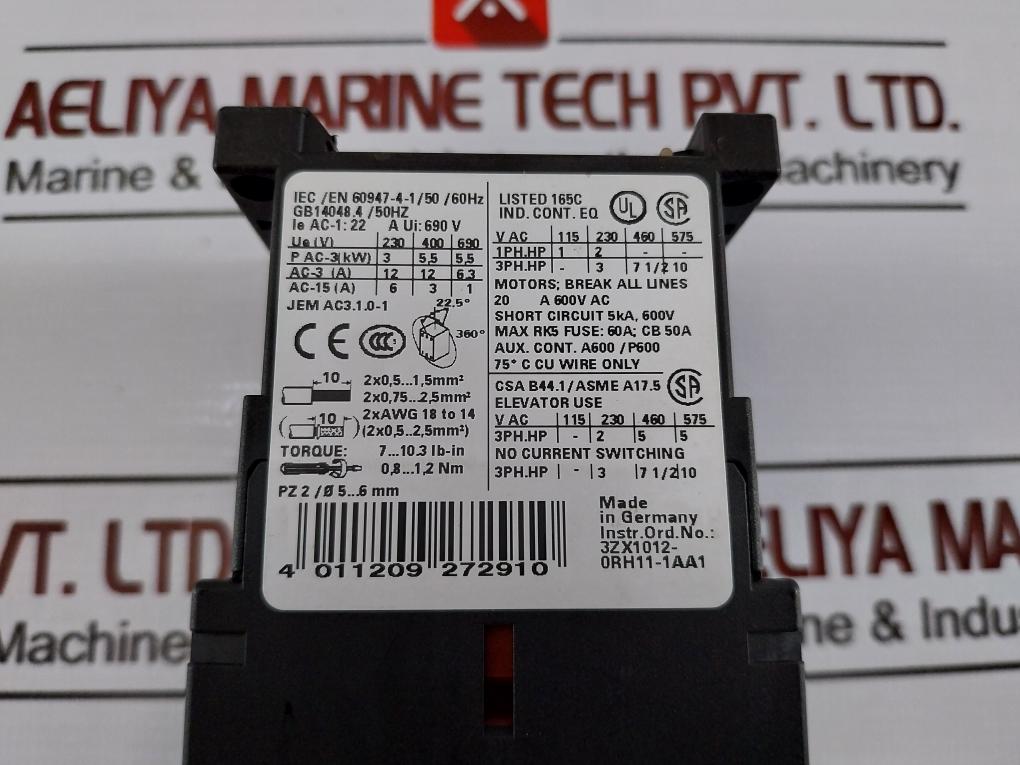 AELIYA MARINE TECH PVT. LTD.
Marine &
Machinery
IEC /EN 60947-4-1/50 /60Hz
GB14048.4 /50HZ
Ie AC-1: 22 A Ui: 690 V
Ue (V) 230 400 690
P AC-3(kW) 3 5,5 5,5
AC-3 (A) 12 12 6.3
AC-15 (A) 6 3 1
JEM AC3.1.0-1
22.5°
360°
CE CCC
10 2x0,5...1,5mm²
2x0,75...2,5mm²
2xAWG 18 to 14
( 10 ) (2x0,5...2,5mm²)
TORQUE: 7...10.3 lb-in
0,8...1,2 Nm
PZ 2 / Ø 5...6 mm
4 011209 272910
LISTED 165C
IND. CONT. EQ UL SA
V AC 115 230 460 575
1PH.HP 1 2 - -
3PH.HP - 3 7 1/2 10
MOTORS; BREAK ALL LINES
20 A 600V AC
SHORT CIRCUIT 5kA, 600V
MAX RK5 FUSE: 60A; CB 50A
AUX. CONT. A600 /P600
75° C CU WIRE ONLY
CSA B44.1/ASME A17.5 SA
ELEVATOR USE
V AC 115 230 460 575
3PH.HP - 2 5 5
NO CURRENT SWITCHING
3PH.HP - 3 7 1/2 10
Made
in Germany
Instr.Ord.No.:
3ZX1012-
0RH11-1AA1
VT. LTD.
AELIYA M
Machinery
ne & Indus